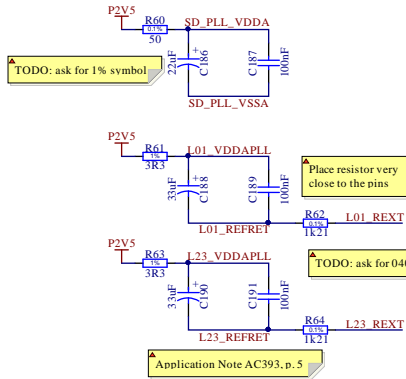 P2V5
R60
0.1%
50
SD_PLL_VDDA
22uF
+
C186
C187
100nF
SD_PLL_VSSA
TODO: ask for 1% symbol
P2V5
R61
1%
3R3
L01_VDDAPLL
33uF
+
C188
C189
100nF
L01_REFRET
Place resistor very
close to the pins
R62
0.1%
1k21
L01_REXT
P2V5
R63
1%
3R3
L23_VDDAPLL
33uF
+
C190
C191
100nF
L23_REFRET
TODO: ask for 040
R64
0.1%
1k21
L23_REXT
Application Note AC393, p. 5